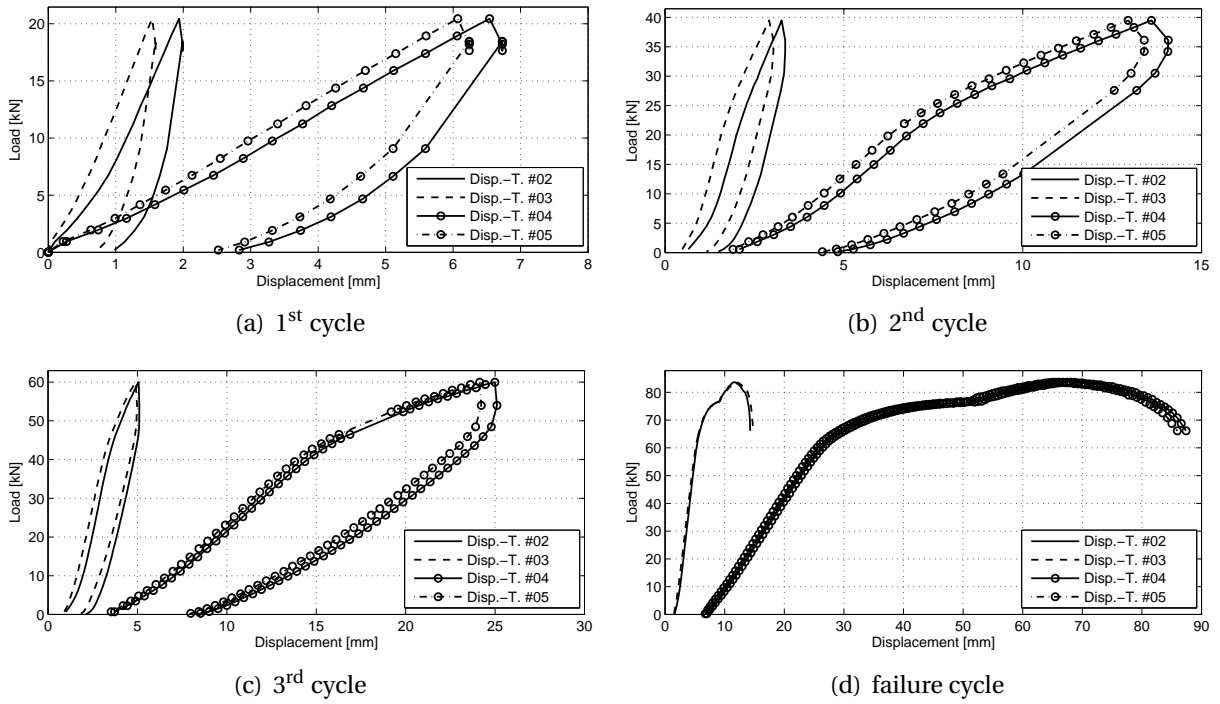 20
15
10
5
0
Load [kN]
0 1 2 3 4 5 6 7 8
Displacement [mm]
Disp.−T. #02
Disp.−T. #03
Disp.−T. #04
Disp.−T. #05
(a) 1st cycle
40
35
30
25
20
15
10
5
0
Load [kN]
5 10 15
Displacement [mm]
Disp.−T. #02
Disp.−T. #03
Disp.−T. #04
Disp.−T. #05
(b) 2nd cycle
60
50
40
30
20
10
0
Load [kN]
0 5 10 15 20 25 30
Displacement [mm]
Disp.−T. #02
Disp.−T. #03
Disp.−T. #04
Disp.−T. #05
(c) 3rd cycle
80
70
60
50
40
30
20
10
0
Load [kN]
0 10 20 30 40 50 60 70 80 90
Displacement [mm]
Disp.−T. #02
Disp.−T. #03
Disp.−T. #04
Disp.−T. #05
(d) failure cycle